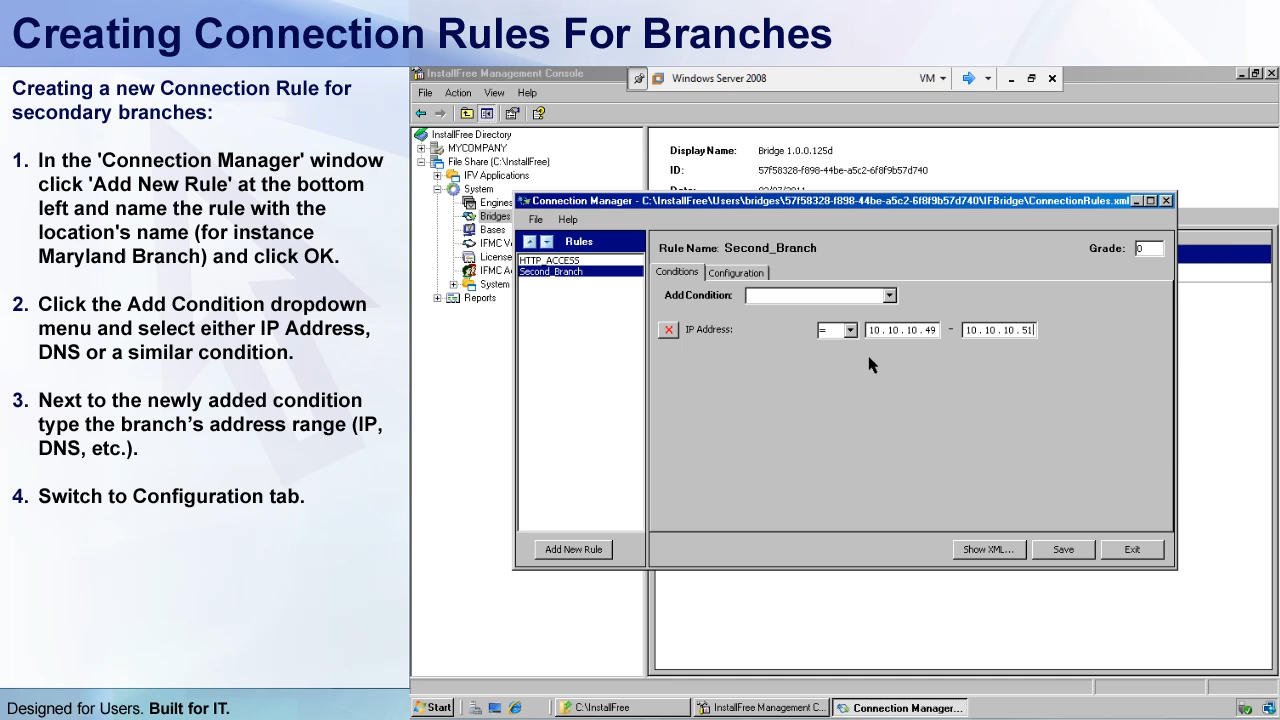 Creating Connection Rules For Branches
Creating a new Connection Rule for
secondary branches:
1. In the 'Connection Manager' window
click 'Add New Rule' at the bottom
left and name the rule with the
location's name (for instance
Maryland Branch) and click OK.
2. Click the Add Condition dropdown
menu and select either IP Address,
DNS or a similar condition.
3. Next to the newly added condition
type the branch’s address range (IP,
DNS, etc.).
4. Switch to Configuration tab.
Designed for Users. Built for IT.
InstallFree Management Console
Windows Server 2008
VM
File Action View Help
InstallFree Directory
MYCOMPANY
File Share (C:\InstallFree)
IFV Applications
System
Engines
Bridges
Bases
IFMC V
License
IFMC A
System
Reports
Display Name: Bridge 1.0.0.125d
ID: 57f58328-f898-44be-a5c2-6f8f9b57d740
Connection Manager - C:\InstallFree\Users\bridges\57f58328-f898-44be-a5c2-6f8f9b57d740\IFBridge\ConnectionRules.xml
File Help
Rules
HTTP_ACCESS
Second_Branch
Add New Rule
Rule Name: Second_Branch
Grade: 0
Conditions Configuration
Add Condition:
IP Address: = 10 . 10 . 10 . 49 - 10 . 10 . 10 . 51
Show XML... Save Exit
Start C:\InstallFree InstallFree Management C... Connection Manager...